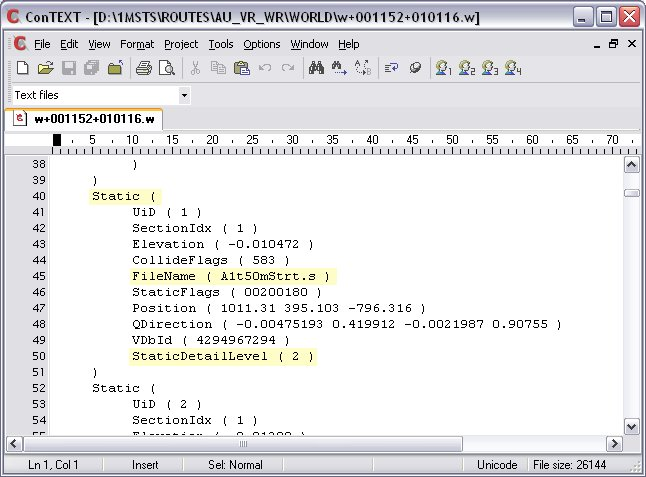 ConTEXT - [D:\1MSTS\ROUTES\AU_VR_WR\WORLD\w+001152+010116.w]
File Edit View Format Project Tools Options Window Help
Text files
w+001152+010116.w
5 10 15 20 25 30 35 40 45 50 55 60 65 70
38 )
39 )
40 Static (
41 UiD ( 1 )
42 SectionIdx ( 1 )
43 Elevation ( -0.010472 )
44 CollideFlags ( 583 )
45 FileName ( A1t50mStrt.s )
46 StaticFlags ( 00200180 )
47 Position ( 1011.31 395.103 -796.316 )
48 QDirection ( -0.00475193 0.419912 -0.0021987 0.90755 )
49 VDbId ( 4294967294 )
50 StaticDetailLevel ( 2 )
51 )
52 Static (
53 UiD ( 2 )
54 SectionIdx ( 1 )
55 Elevation (
Ln 1, Col 1 Insert Sel: Normal Unicode File size: 26144